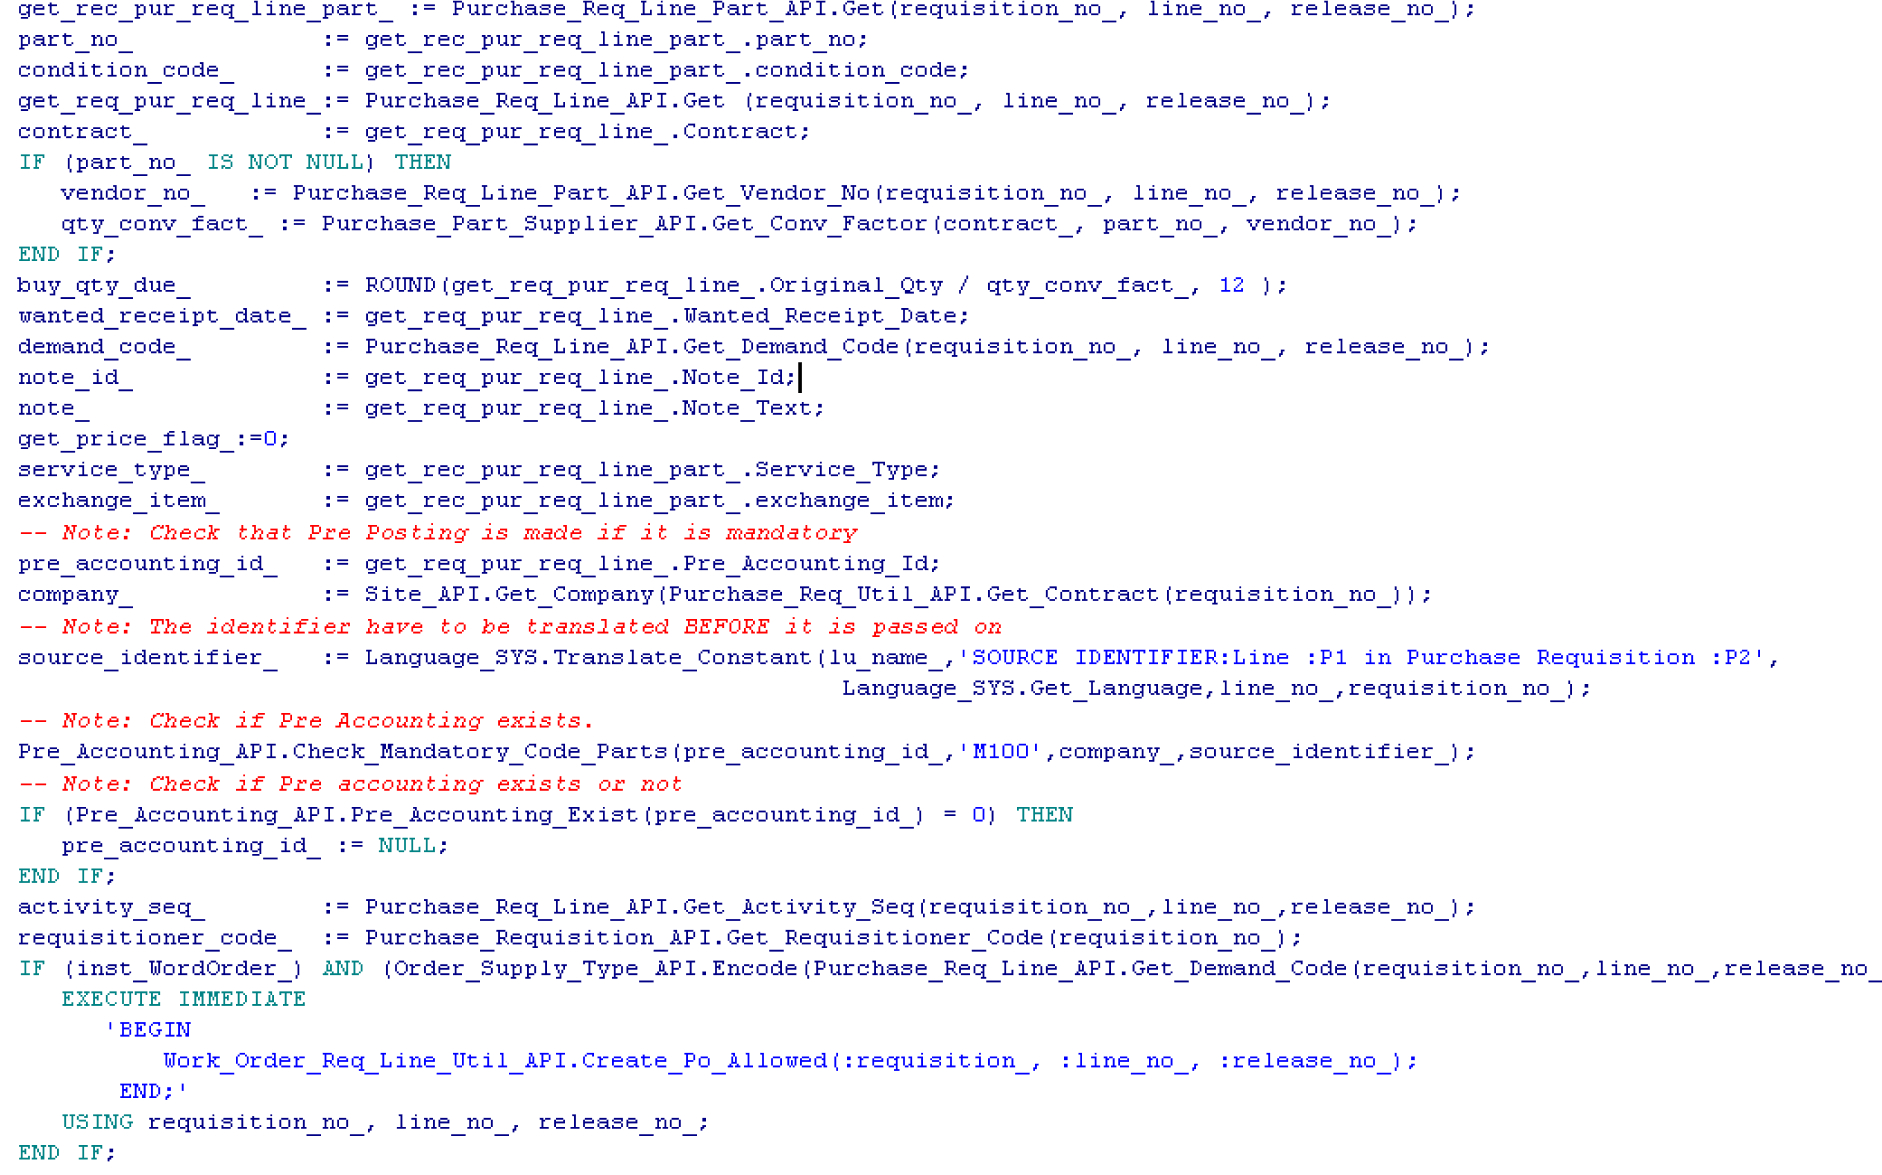 get_rec_pur_req_line_part_ := Purchase_Req_Line_Part_API.Get(requisition_no_, line_no_, release_no_);
part_no_             := get_rec_pur_req_line_part_.part_no;
condition_code_      := get_rec_pur_req_line_part_.condition_code;
get_req_pur_req_line_:= Purchase_Req_Line_API.Get (requisition_no_, line_no_, release_no_);
contract_            := get_req_pur_req_line_.Contract;
IF (part_no_ IS NOT NULL) THEN
   vendor_no_   := Purchase_Req_Line_Part_API.Get_Vendor_No(requisition_no_, line_no_, release_no_);
   qty_conv_fact_ := Purchase_Part_Supplier_API.Get_Conv_Factor(contract_, part_no_, vendor_no_);
END IF;
buy_qty_due_         := ROUND(get_req_pur_req_line_.Original_Qty / qty_conv_fact_, 12 );
wanted_receipt_date_ := get_req_pur_req_line_.Wanted_Receipt_Date;
demand_code_         := Purchase_Req_Line_API.Get_Demand_Code(requisition_no_, line_no_, release_no_);
note_id_             := get_req_pur_req_line_.Note_Id;
note_                := get_req_pur_req_line_.Note_Text;
get_price_flag_:=0;
service_type_        := get_rec_pur_req_line_part_.Service_Type;
exchange_item_       := get_rec_pur_req_line_part_.exchange_item;
-- Note: Check that Pre Posting is made if it is mandatory
pre_accounting_id_   := get_req_pur_req_line_.Pre_Accounting_Id;
company_             := Site_API.Get_Company(Purchase_Req_Util_API.Get_Contract(requisition_no_));
-- Note: The identifier have to be translated BEFORE it is passed on
source_identifier_   := Language_SYS.Translate_Constant(lu_name_,'SOURCE IDENTIFIER:Line :P1 in Purchase Requisition :P2',
                                                         Language_SYS.Get_Language,line_no_,requisition_no_);
-- Note: Check if Pre Accounting exists.
Pre_Accounting_API.Check_Mandatory_Code_Parts(pre_accounting_id_,'M100',company_,source_identifier_);
-- Note: Check if Pre accounting exists or not
IF (Pre_Accounting_API.Pre_Accounting_Exist(pre_accounting_id_) = 0) THEN
   pre_accounting_id_ := NULL;
END IF;
activity_seq_        := Purchase_Req_Line_API.Get_Activity_Seq(requisition_no_,line_no_,release_no_);
requisitioner_code_  := Purchase_Requisition_API.Get_Requisitioner_Code(requisition_no_);
IF (inst_WordOrder_) AND (Order_Supply_Type_API.Encode(Purchase_Req_Line_API.Get_Demand_Code(requisition_no_,line_no_,release_no_
   EXECUTE IMMEDIATE
      'BEGIN
          Work_Order_Req_Line_Util_API.Create_Po_Allowed(:requisition_, :line_no_, :release_no_);
       END;'
   USING requisition_no_, line_no_, release_no_;
END IF;